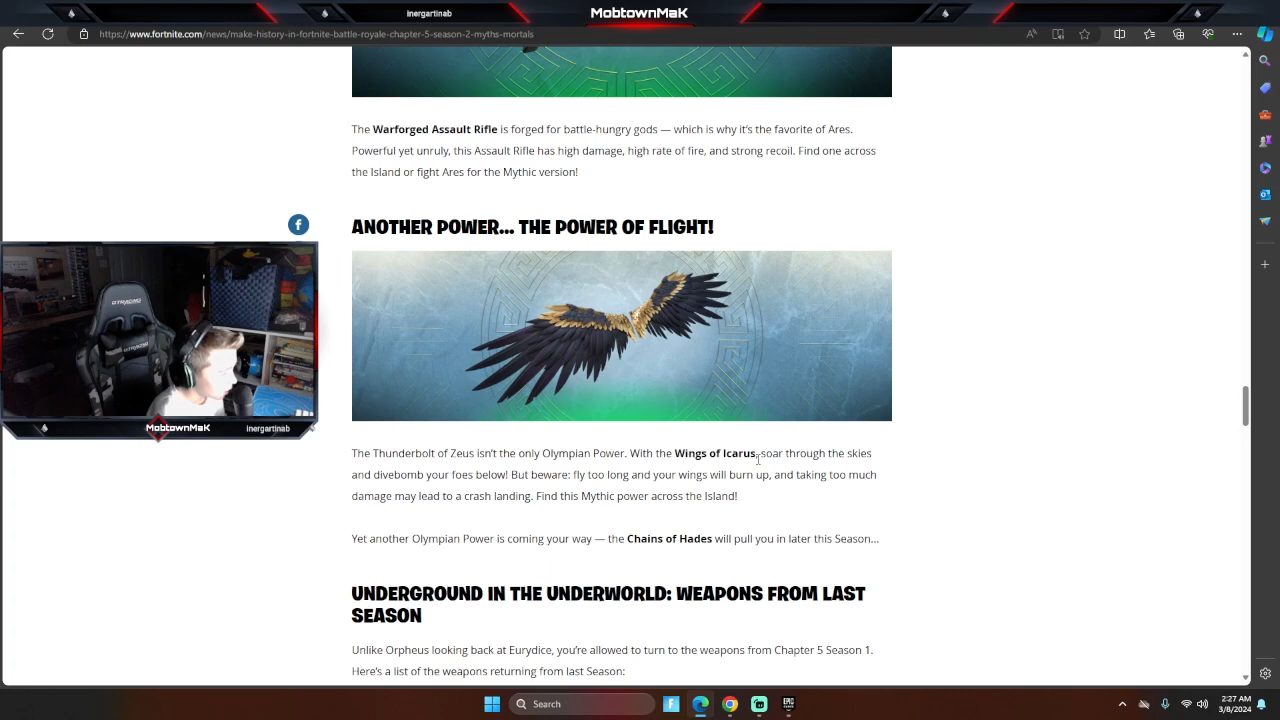 inergartinab
MobtownMaK
https://www.fortnite.com/news/make-history-in-fortnite-battle-royale-chapter-5-season-2-myths-mortals
The Warforged Assault Rifle is forged for battle-hungry gods — which is why it's the favorite of Ares.
Powerful yet unruly, this Assault Rifle has high damage, high rate of fire, and strong recoil. Find one across
the Island or fight Ares for the Mythic version!
ANOTHER POWER... THE POWER OF FLIGHT!
GTRACING
GTRACING
MobtownMaK
inergartinab
The Thunderbolt of Zeus isn't the only Olympian Power. With the Wings of Icarus, soar through the skies
and divebomb your foes below! But beware: fly too long and your wings will burn up, and taking too much
damage may lead to a crash landing. Find this Mythic power across the Island!
Yet another Olympian Power is coming your way — the Chains of Hades will pull you in later this Season...
UNDERGROUND IN THE UNDERWORLD: WEAPONS FROM LAST
SEASON
Unlike Orpheus looking back at Eurydice, you're allowed to turn to the weapons from Chapter 5 Season 1.
Here's a list of the weapons returning from last Season:
Search
2:27 AM
3/8/2024